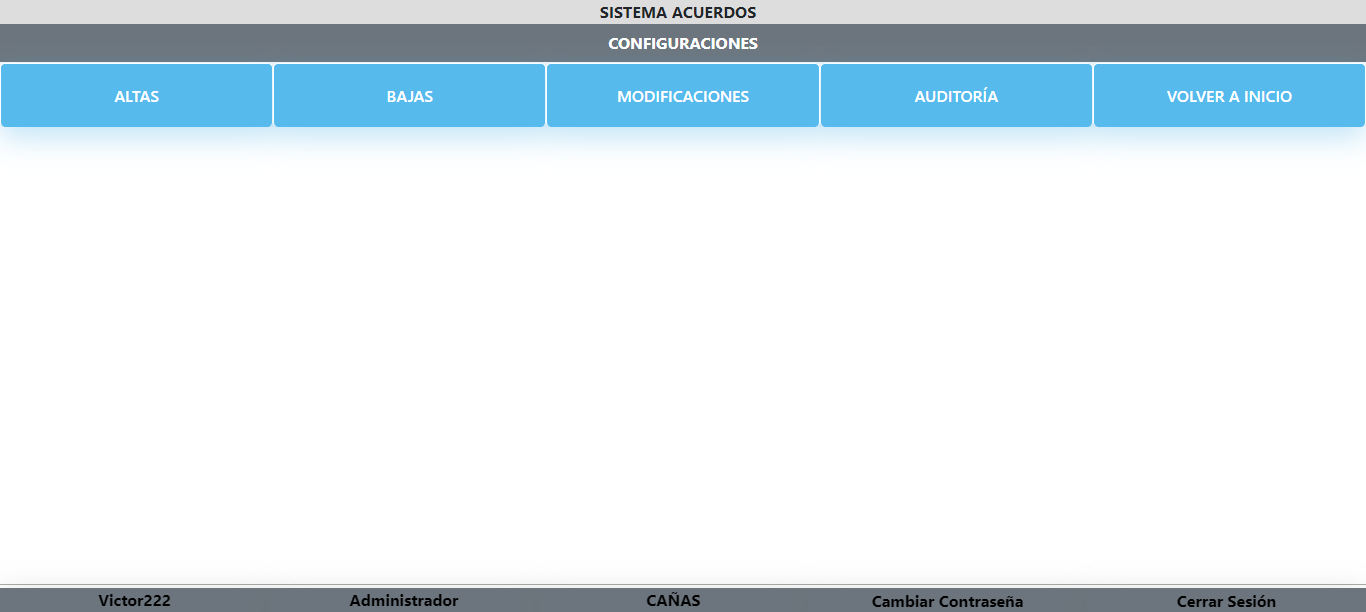 SISTEMA ACUERDOS
CONFIGURACIONES
ALTAS BAJAS MODIFICACIONES AUDITORÍA VOLVER A INICIO
Victor222 Administrador CAÑAS Cambiar Contraseña Cerrar Sesión